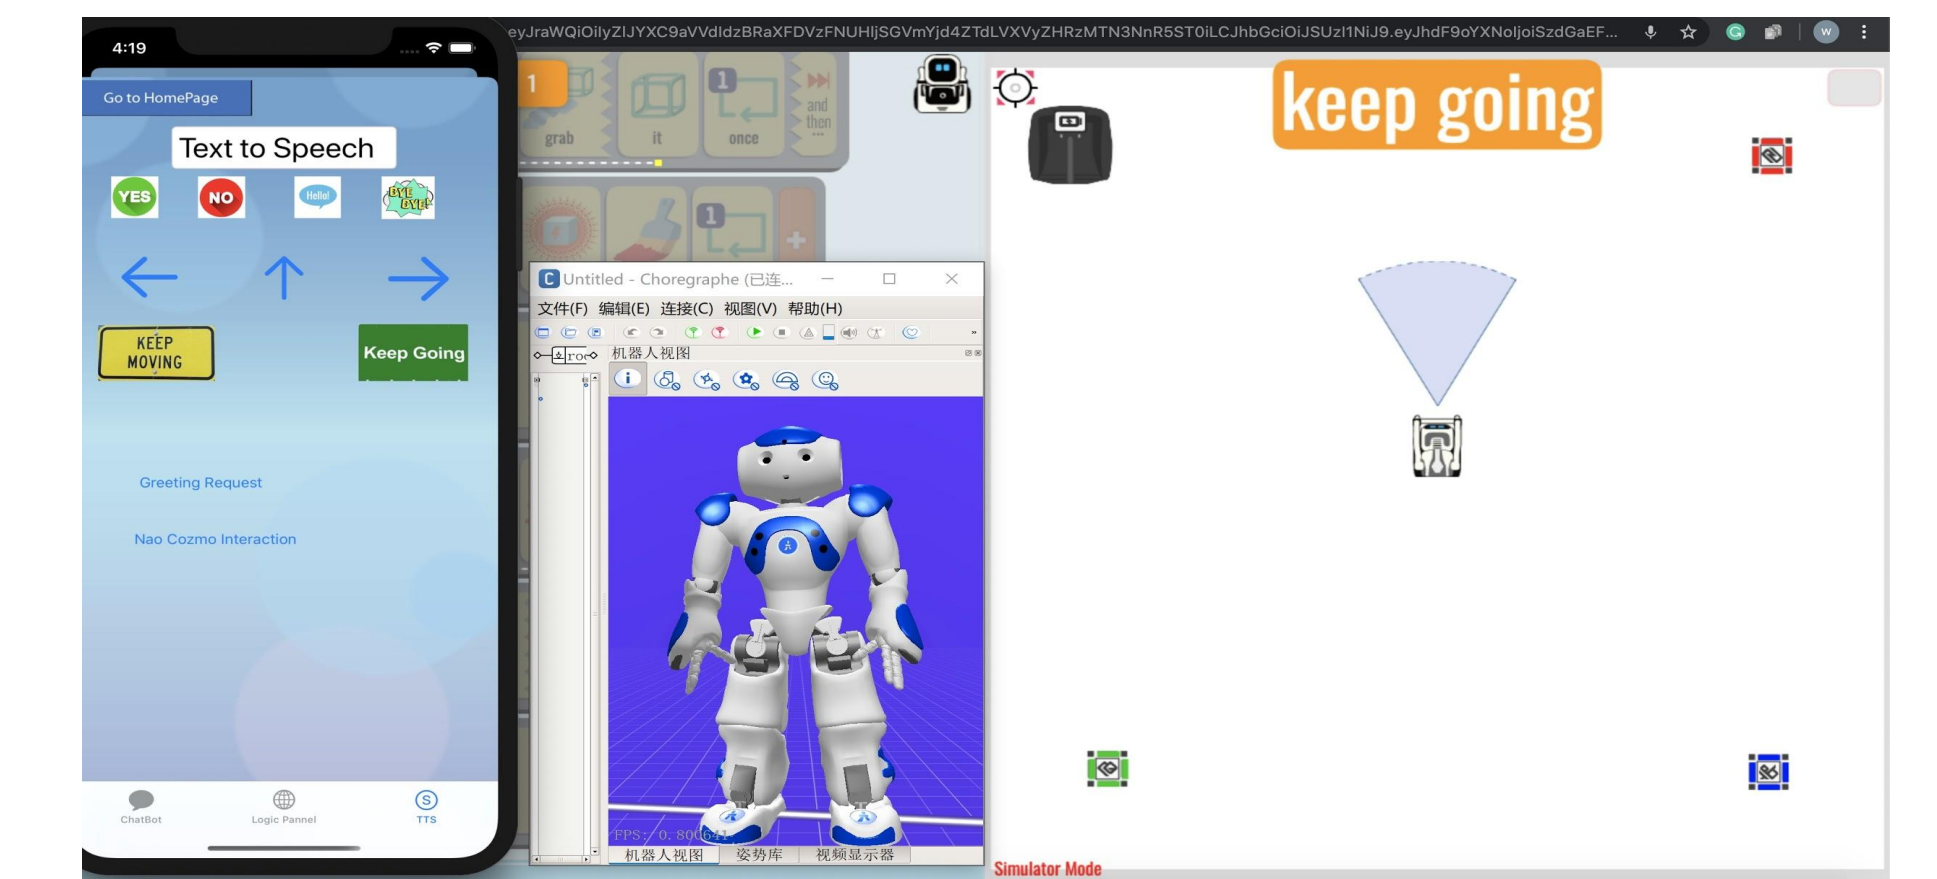 4:19
Go to HomePage
Text to Speech
YES
NO
Hello!
BYE
BYE!
KEEP
MOVING
Keep Going
Greeting Request
Nao Cozmo Interaction
ChatBot
Logic Pannel
TTS
1
grab
it
1
once
and
then
...
1
Untitled - Choregraphe (已连...
文件(F) 编辑(E) 连接(C) 视图(V) 帮助(H)
机器人视图
FPS: 0.800641
机器人视图 姿势库 视频显示器
keep going
Simulator Mode